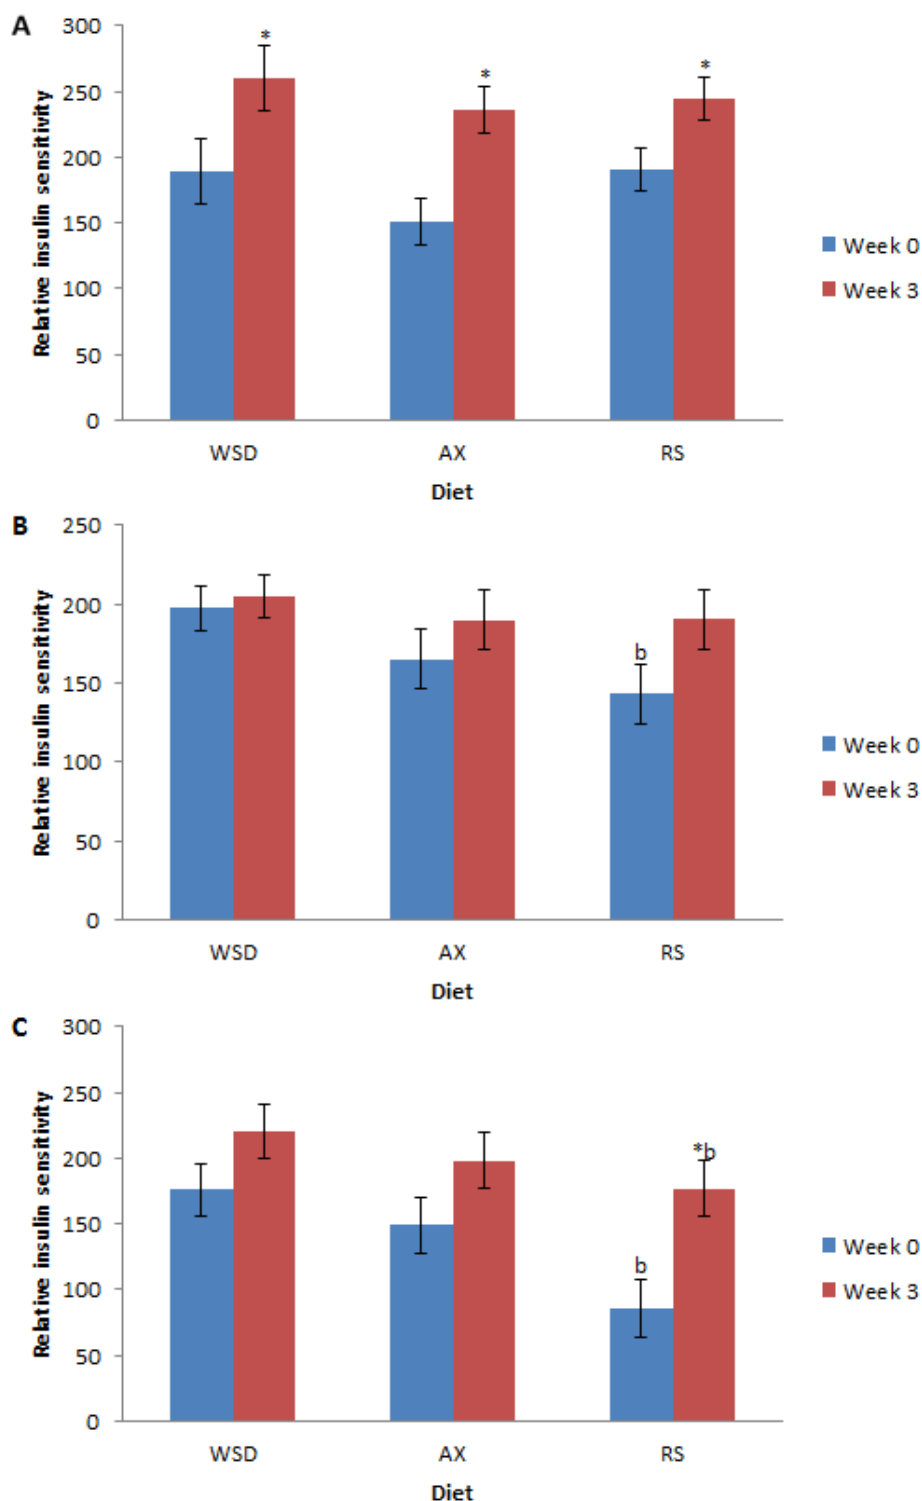 A
Relative insulin sensitivity
300
250
200
150
100
50
0
*
*
*
WSD AX RS
Diet
Week 0
Week 3
B
Relative insulin sensitivity
250
200
150
100
50
0
b
WSD AX RS
Diet
Week 0
Week 3
C
Relative insulin sensitivity
300
250
200
150
100
50
0
b
*b
WSD AX RS
Diet
Week 0
Week 3